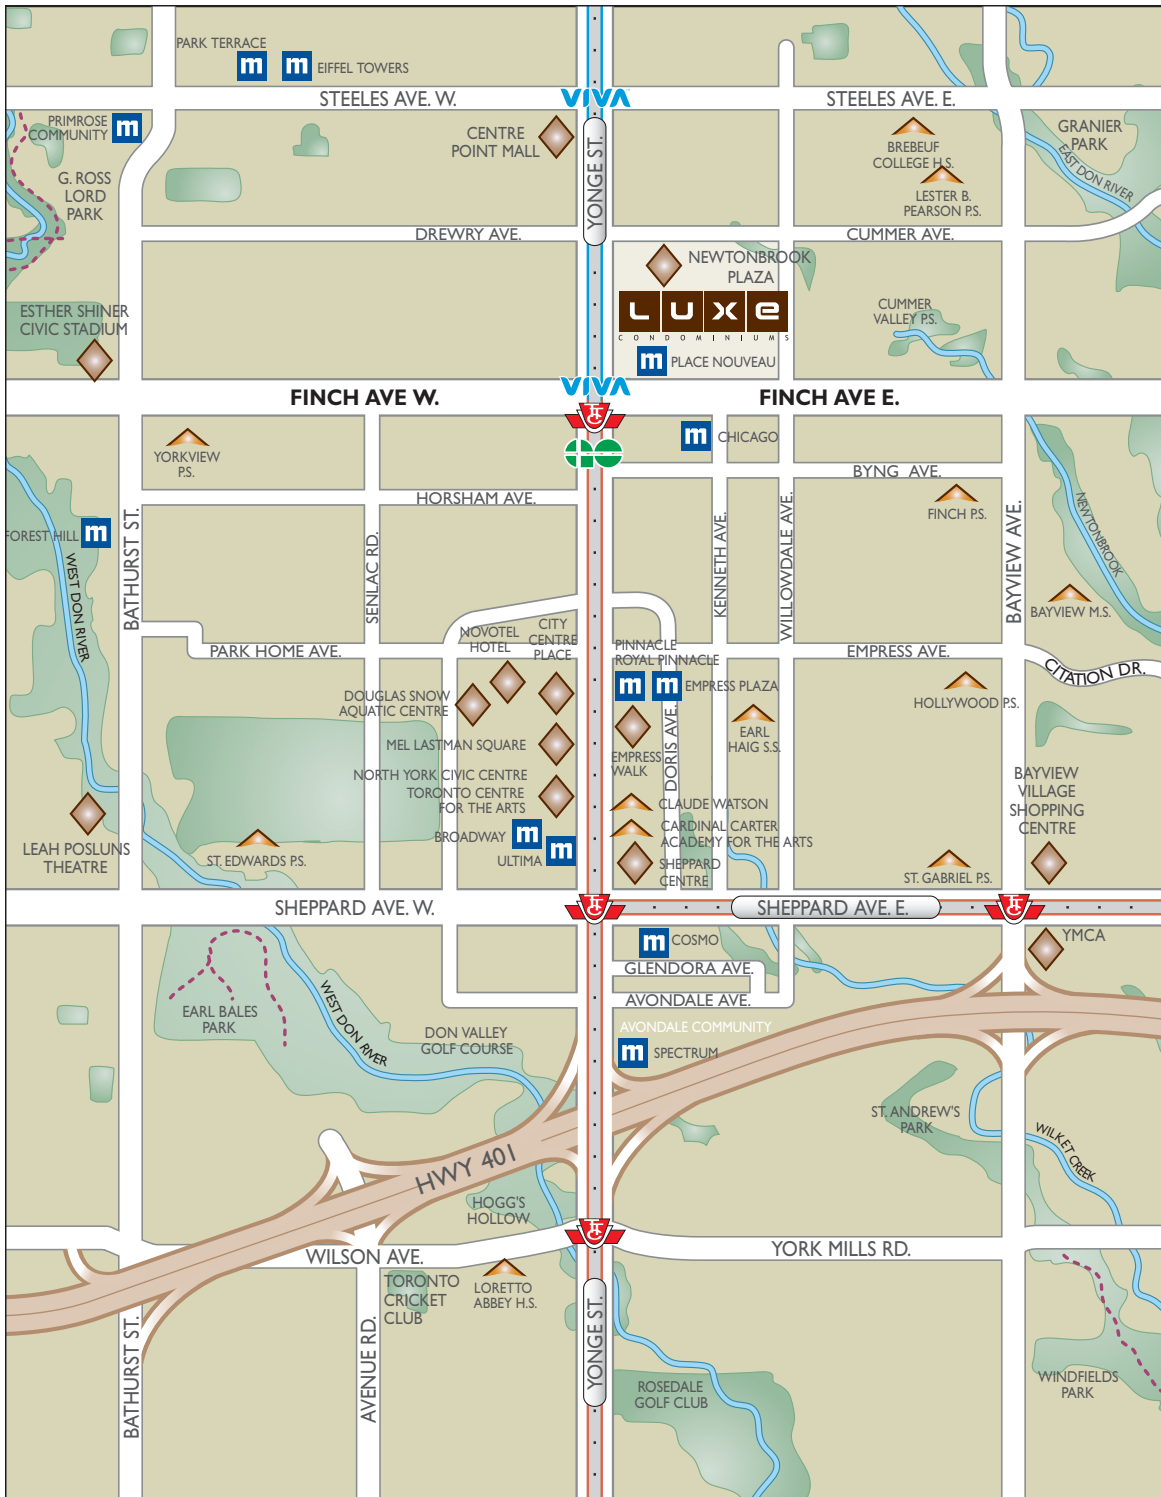 PARK TERRACE
m
m
EIFFEL TOWERS
STEELES AVE. W.
VIVA
STEELES AVE. E.
PRIMROSE
COMMUNITY
m
CENTRE
POINT MALL
YONGE ST.
BREBEUF
COLLEGE H.S.
GRANIER
PARK
EAST DON RIVER
G. ROSS
LORD
PARK
LESTER B.
PEARSON P.S.
DREWRY AVE.
CUMMER AVE.
NEWTONBROOK
PLAZA
LUXe
CONDOMINIUMS
ESTHER SHINER
CIVIC STADIUM
CUMMER
VALLEY P.S.
m
PLACE NOUVEAU
VIVA
FINCH AVE W.
FINCH AVE E.
TTC
GO
m
CHICAGO
YORKVIEW
P.S.
BYNG AVE.
HORSHAM AVE.
FINCH P.S.
FOREST HILL
m
BATHURST ST.
SENLAC RD.
KENNETH AVE.
WILLOWDALE AVE.
BAYVIEW AVE.
NEWTONBROOK
WEST DON RIVER
BAYVIEW M.S.
NOVOTEL
HOTEL
CITY
CENTRE
PLACE
PARK HOME AVE.
PINNACLE
ROYAL PINNACLE
EMPRESS AVE.
CITATION DR.
m
m
EMPRESS PLAZA
DOUGLAS SNOW
AQUATIC CENTRE
HOLLYWOOD P.S.
DORIS AVE.
EARL
HAIG S.S.
MEL LASTMAN SQUARE
EMPRESS
WALK
NORTH YORK CIVIC CENTRE
TORONTO CENTRE
FOR THE ARTS
CLAUDE WATSON
BAYVIEW
VILLAGE
SHOPPING
CENTRE
BROADWAY
m
CARDINAL CARTER
ACADEMY FOR THE ARTS
ULTIMA
m
LEAH POSLUNS
THEATRE
ST. EDWARDS P.S.
SHEPPARD
CENTRE
ST. GABRIEL P.S.
SHEPPARD AVE. W.
TTC
SHEPPARD AVE. E.
TTC
m
COSMO
YMCA
GLENDORA AVE.
AVONDALE AVE.
EARL BALES
PARK
WEST DON RIVER
DON VALLEY
GOLF COURSE
AVONDALE COMMUNITY
m
SPECTRUM
ST. ANDREW'S
PARK
WILKET CREEK
HWY 401
HOGG'S
HOLLOW
TTC
WILSON AVE.
YORK MILLS RD.
TORONTO
CRICKET
CLUB
LORETTO
ABBEY H.S.
BATHURST ST.
AVENUE RD.
YONGE ST.
ROSEDALE
GOLF CLUB
WINDFIELDS
PARK